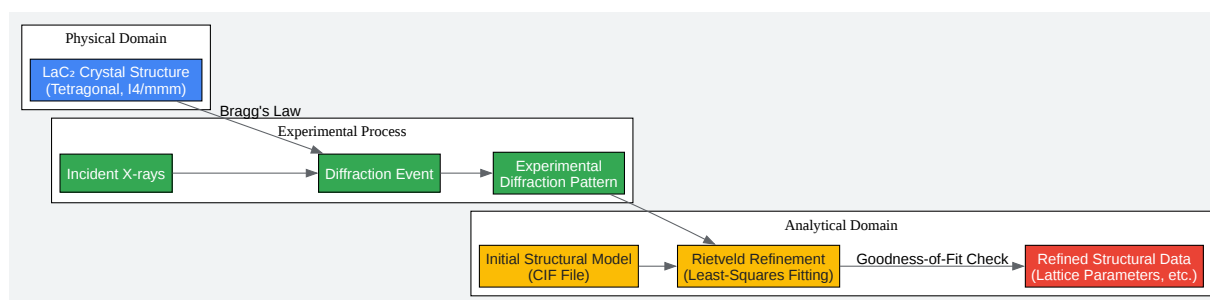 Physical Domain
LaC₂ Crystal Structure
(Tetragonal, I4/mmm)
Bragg's Law
Experimental Process
Incident X-rays
Diffraction Event
Experimental
Diffraction Pattern
Analytical Domain
Initial Structural Model
(CIF File)
Rietveld Refinement
(Least-Squares Fitting)
Goodness-of-Fit Check
Refined Structural Data
(Lattice Parameters, etc.)